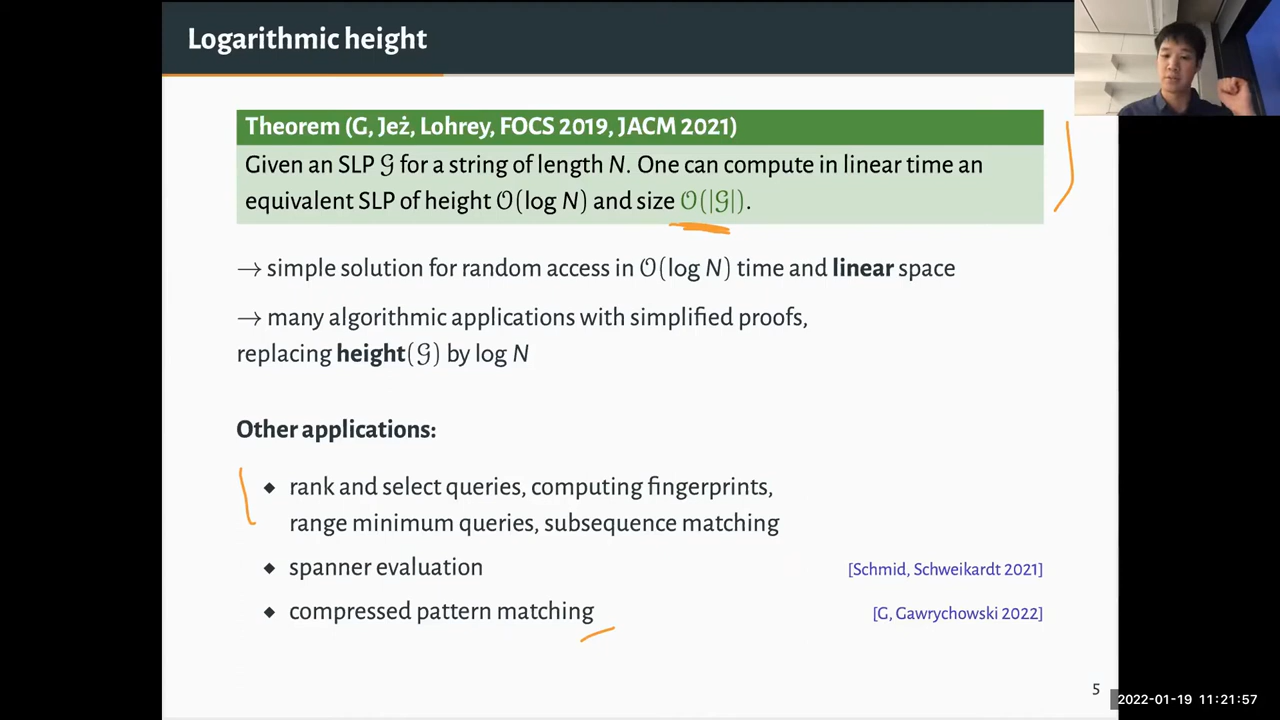 Logarithmic height
Theorem (G, Jeż, Lohrey, FOCS 2019, JACM 2021)
Given an SLP 𝒢 for a string of length N. One can compute in linear time an
equivalent SLP of height 𝒪(log N) and size 𝒪(|𝒢|).
→ simple solution for random access in 𝒪(log N) time and linear space
→ many algorithmic applications with simplified proofs,
replacing height(𝒢) by log N
Other applications:
◆ rank and select queries, computing fingerprints,
range minimum queries, subsequence matching
◆ spanner evaluation [Schmid, Schweikardt 2021]
◆ compressed pattern matching [G, Gawrychowski 2022]
5
2022-01-19 11:21:57